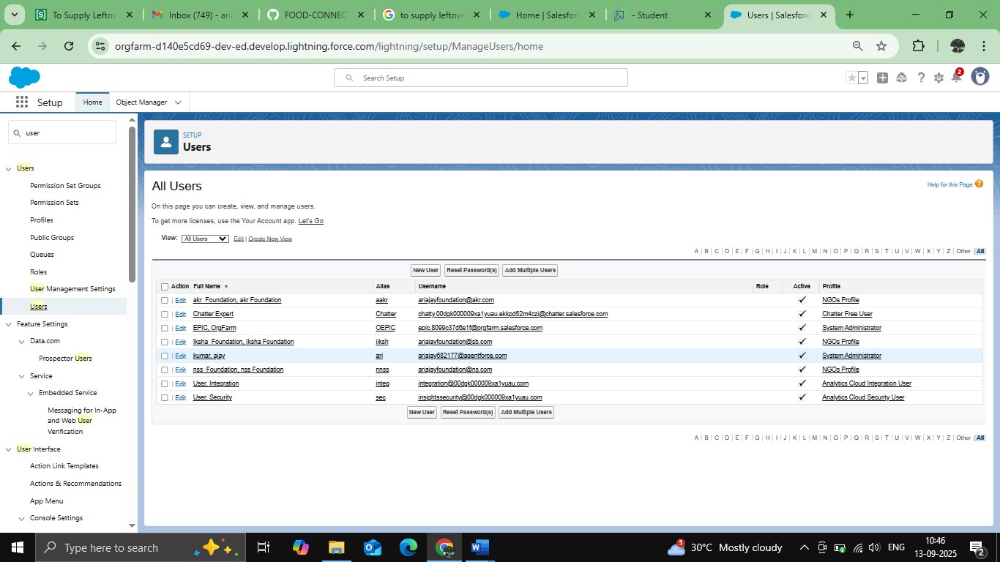 To Supply Leftov
Inbox (749) - aria
FOOD-CONNEC
to supply leftove
Home | Salesforc
- Student
Users | Salesforc
orgfarm-d140e5cd69-dev-ed.develop.lightning.force.com/lightning/setup/ManageUsers/home
Search Setup
2
Setup
Home
Object Manager
user
Users
Permission Set Groups
Permission Sets
Profiles
Public Groups
Queues
Roles
User Management Settings
Users
Feature Settings
Data.com
Prospector Users
Service
Embedded Service
Messaging for In-App
and Web User
Verification
User Interface
Action Link Templates
Actions & Recommendations
App Menu
Console Settings
SETUP
Users
All Users
Help for this Page ?
On this page you can create, view, and manage users.
To get more licenses, use the Your Account app. Let's Go
View: All Users Edit | Create New View
A | B | C | D | E | F | G | H | I | J | K | L | M | N | O | P | Q | R | S | T | U | V | W | X | Y | Z | Other | All
New User Reset Password(s) Add Multiple Users
Action Full Name Alias Username Role Active Profile
| Edit akr Foundation, akr Foundation aakr ariajayfoundation@akr.com NGOs Profile
| Edit Chatter Expert Chatter chatty.00dgk000009xa1yuau.ekkpd52m4czi@chatter.salesforce.com Chatter Free User
| Edit EPIC, OrgFarm OEPIC epic.8099c37d6e1f@orgfarm.salesforce.com System Administrator
| Edit Iksha Foundation, Iksha Foundation iiksh ariajayfoundation@sb.com NGOs Profile
| Edit kumar, ajay ari ariajay682177@agentforce.com System Administrator
| Edit nss Foundation, nss Foundation nnss ariajayfoundation@ns.com NGOs Profile
| Edit User, Integration integ integration@00dgk000009xa1yuau.com Analytics Cloud Integration User
| Edit User, Security sec insightssecurity@00dgk000009xa1yuau.com Analytics Cloud Security User
New User Reset Password(s) Add Multiple Users
A | B | C | D | E | F | G | H | I | J | K | L | M | N | O | P | Q | R | S | T | U | V | W | X | Y | Z | Other | All
Type here to search
5
30°C Mostly cloudy
ENG
10:46
13-09-2025
2